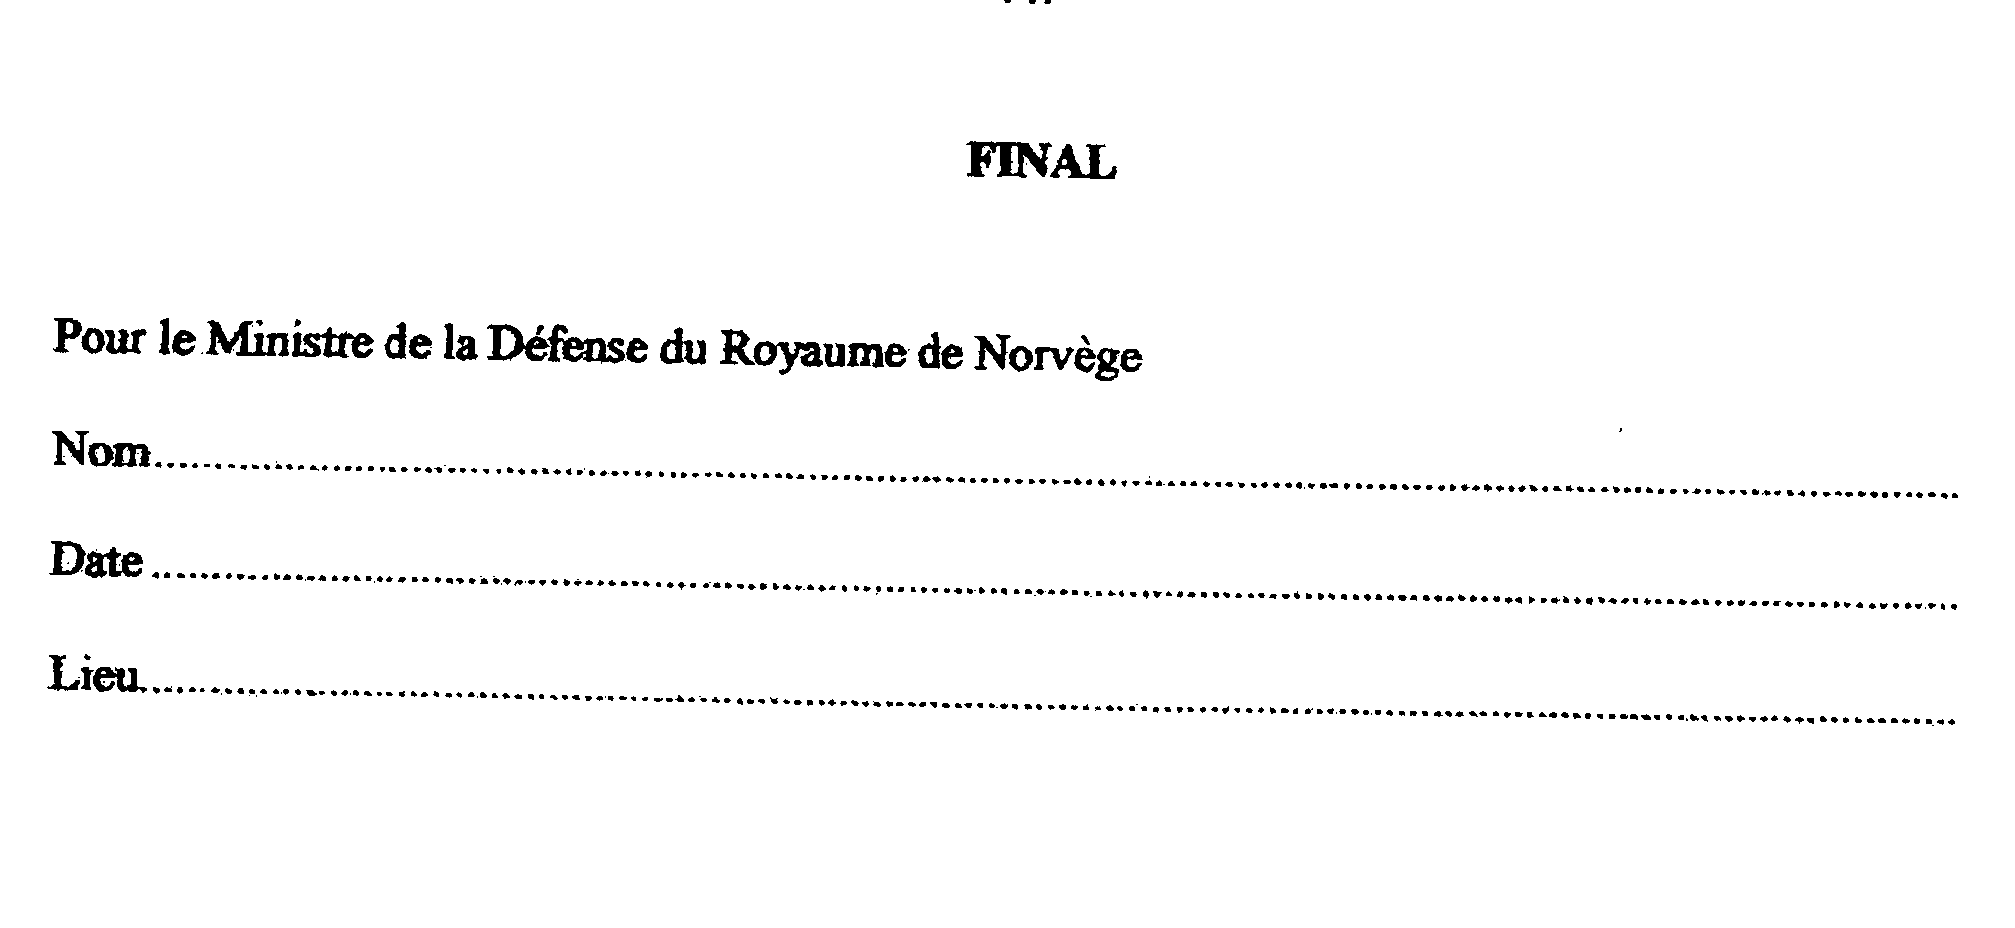 FINAL
Pour le Ministre de la Défense du Royaume de Norvège
Nom
Date
Lieu